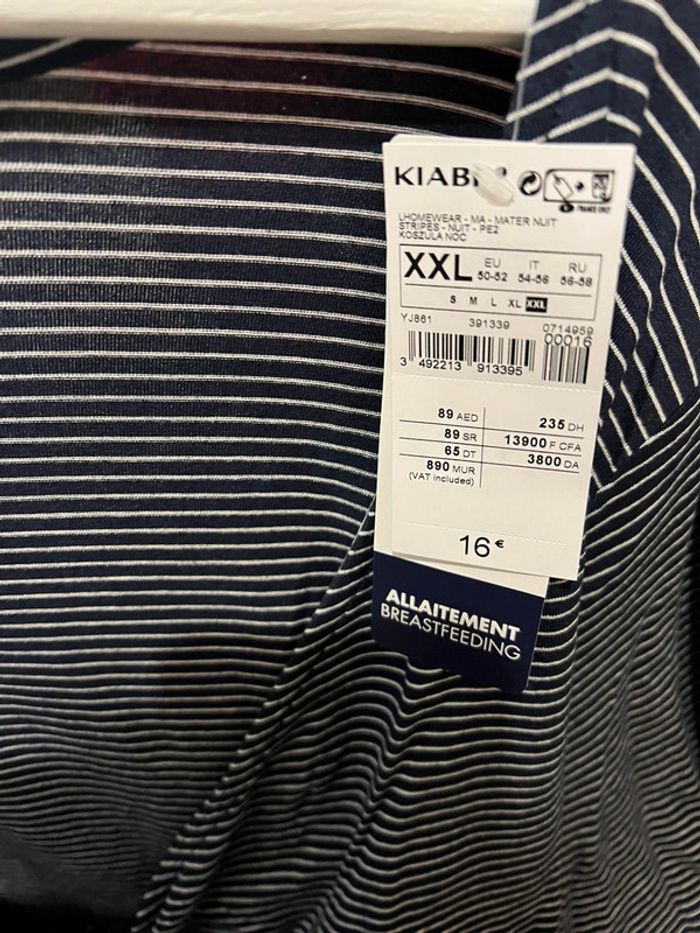 KIABI
LHOMEWEAR - MA - MATER NUIT
STRIPES - NUIT - PE2
KOSZULA NOC
FRANCE ONLY
XXL
EU IT RU
50-52 54-56 56-58
S M L XL XXL
YJ861 391339 0714959
00016
3 492213 913395
89 AED 235 DH
89 SR 13900 F CFA
65 DT 3800 DA
890 MUR
(VAT included)
16 €
ALLAITEMENT
BREASTFEEDING